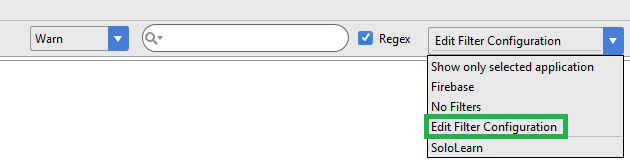 Warn Regex Edit Filter Configuration
Show only selected application
Firebase
No Filters
Edit Filter Configuration
SoloLearn